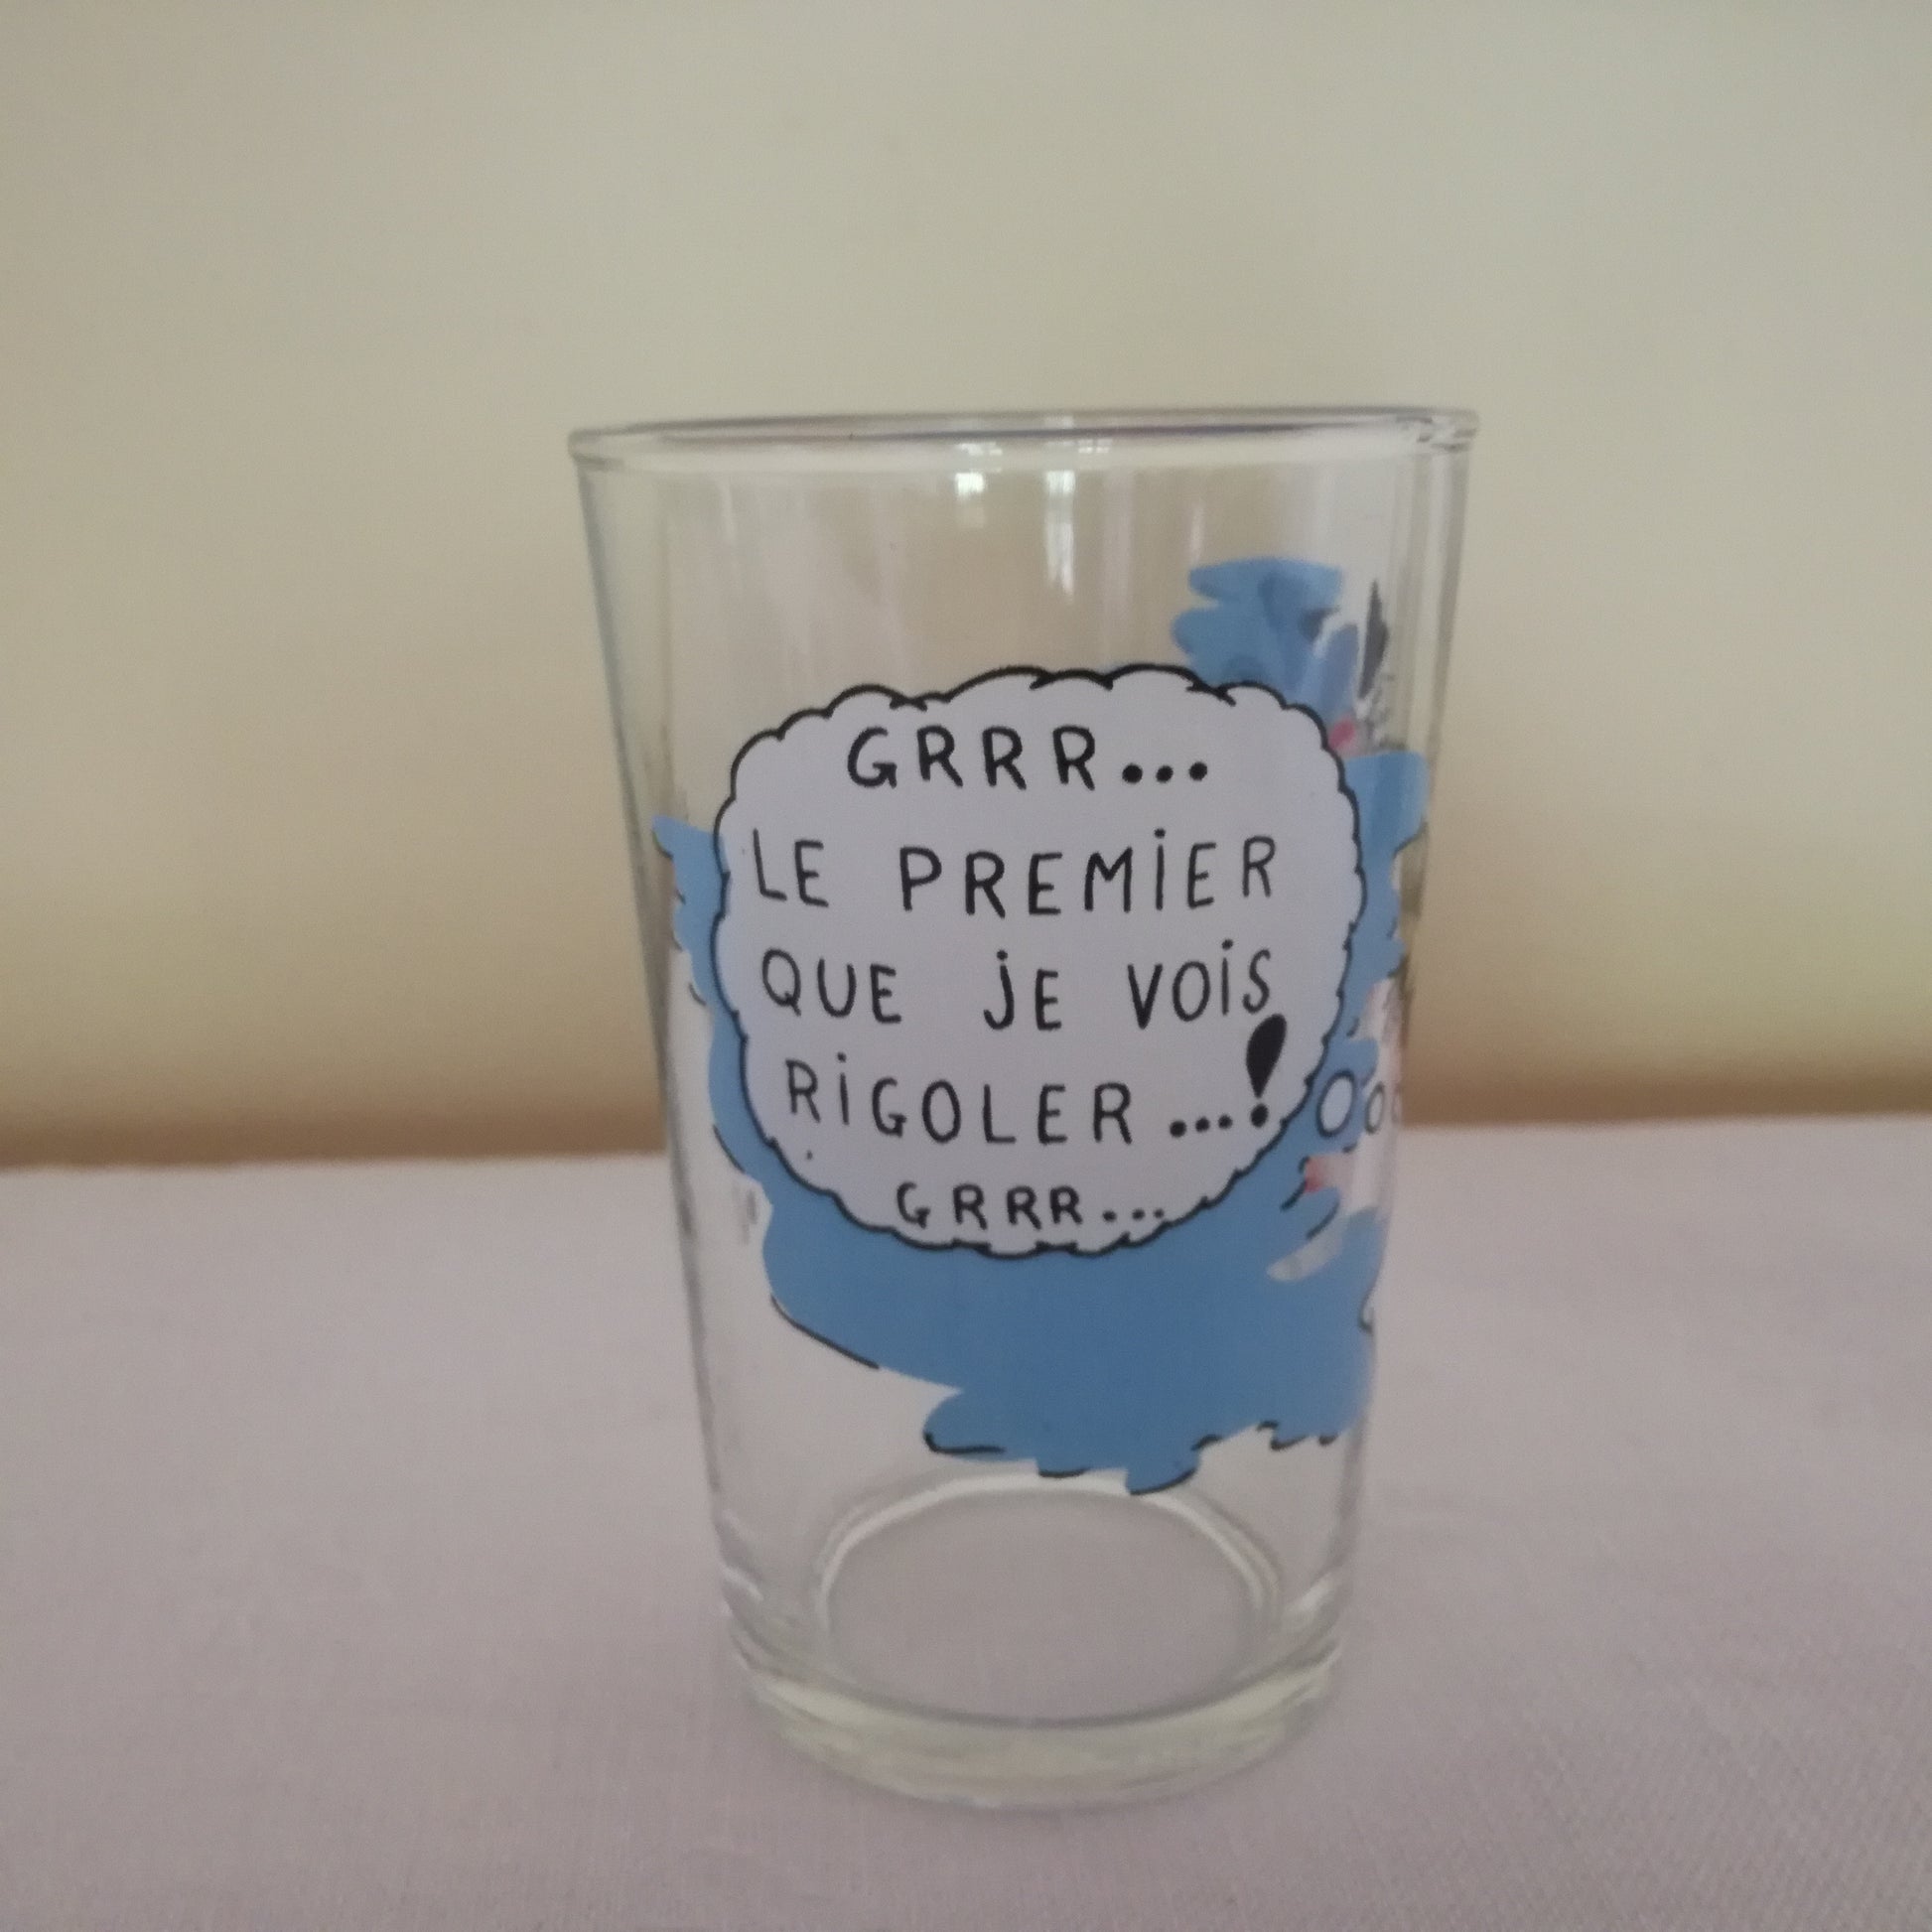 GRRR...
LE PREMiER
QUE jE VOiS
RiGOLER...!
GRRR...